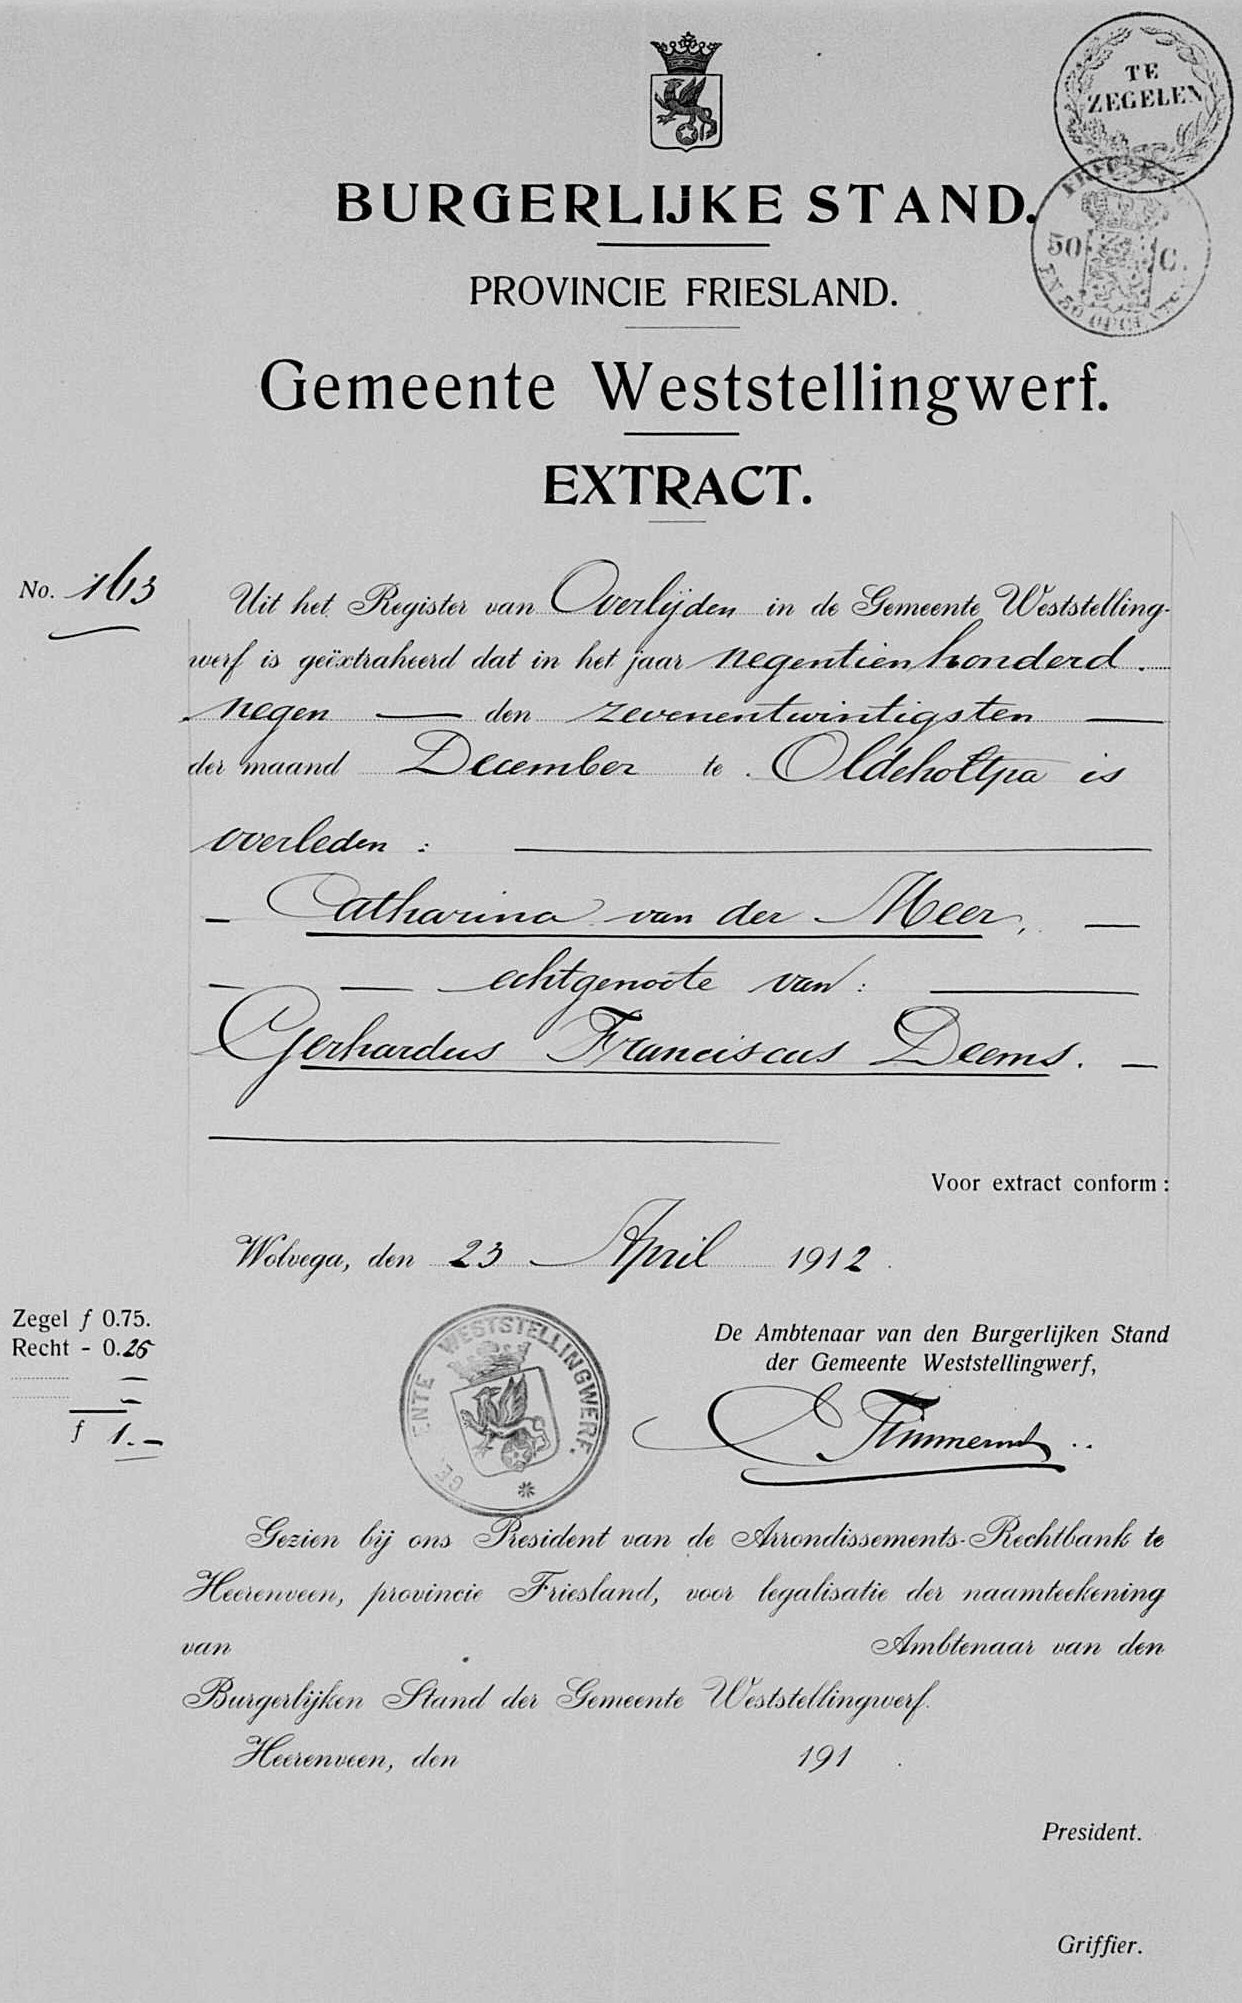 TE
ZEGELEN
50 C.
EN 50 OPCENTEN
BURGERLIJKE STAND.
PROVINCIE FRIESLAND.
Gemeente Weststellingwerf.
EXTRACT.
No. 163
Uit het Register van Overlijden in de Gemeente Weststelling-
werf is geëxtraheerd dat in het jaar negentienhonderd
negen — den zevenentwintigsten —
der maand December te Oldeholtpa is
overleden :
Catharina van der Meer,
echtgenoote van :
Gerhardus Franciscus Deems.
Voor extract conform :
Wolvega, den 23 April 1912.
Zegel f 0.75.
Recht - 0.25
f 1.-
GEMEENTE WESTSTELLINGWERF.
De Ambtenaar van den Burgerlijken Stand
der Gemeente Weststellingwerf,
Gezien bij ons President van de Arrondissements-Rechtbank te
Heerenveen, provincie Friesland, voor legalisatie der naamteekening
van Ambtenaar van den
Burgerlijken Stand der Gemeente Weststellingwerf.
Heerenveen, den 191 .
President.
Griffier.